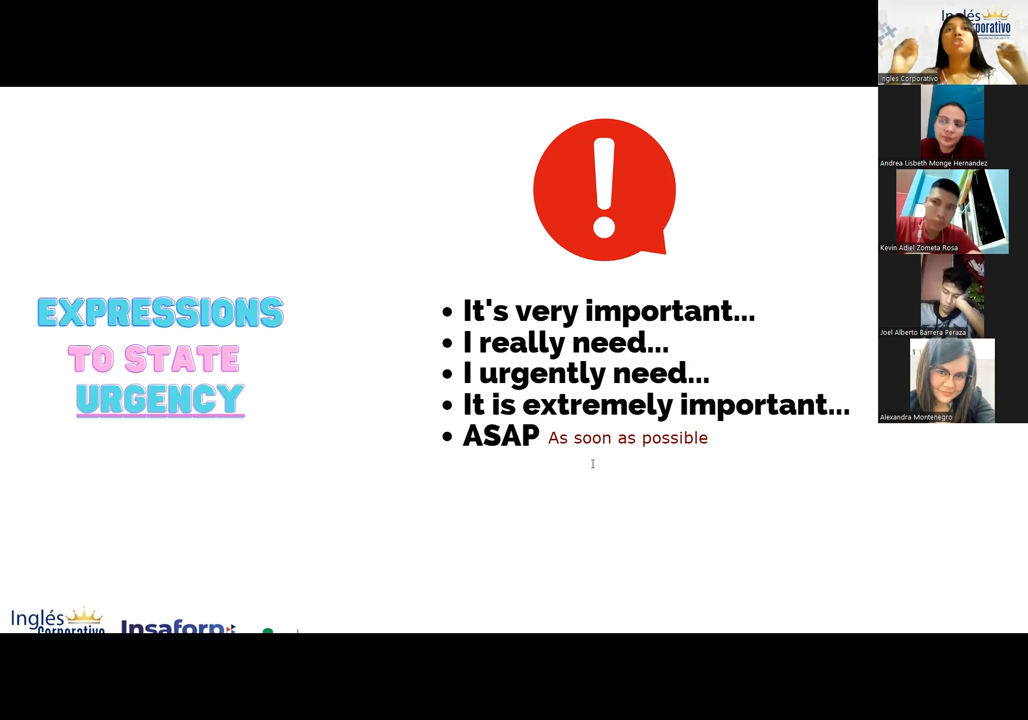 Inglés
Corporativo
Ingles Corporativo
Andrea Lisbeth Monge Hernandez
Kevin Adiel Zometa Rosa
Joel Alberto Barrera Peraza
Alexandra Montenegro
EXPRESSIONS
TO STATE
URGENCY
• It's very important...
• I really need...
• I urgently need...
• It is extremely important...
• ASAP As soon as possible
Inglés
Corporativo
Insaforp